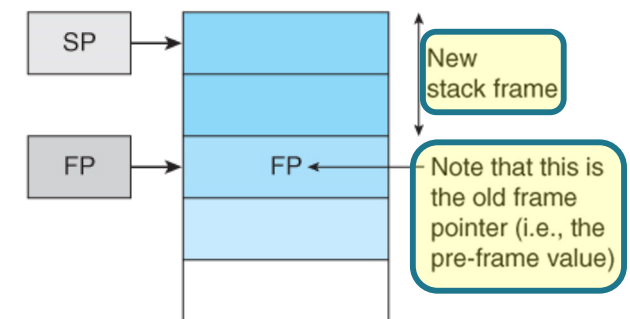 SP
New
stack frame
FP
FP
Note that this is
the old frame
pointer (i.e., the
pre-frame value)